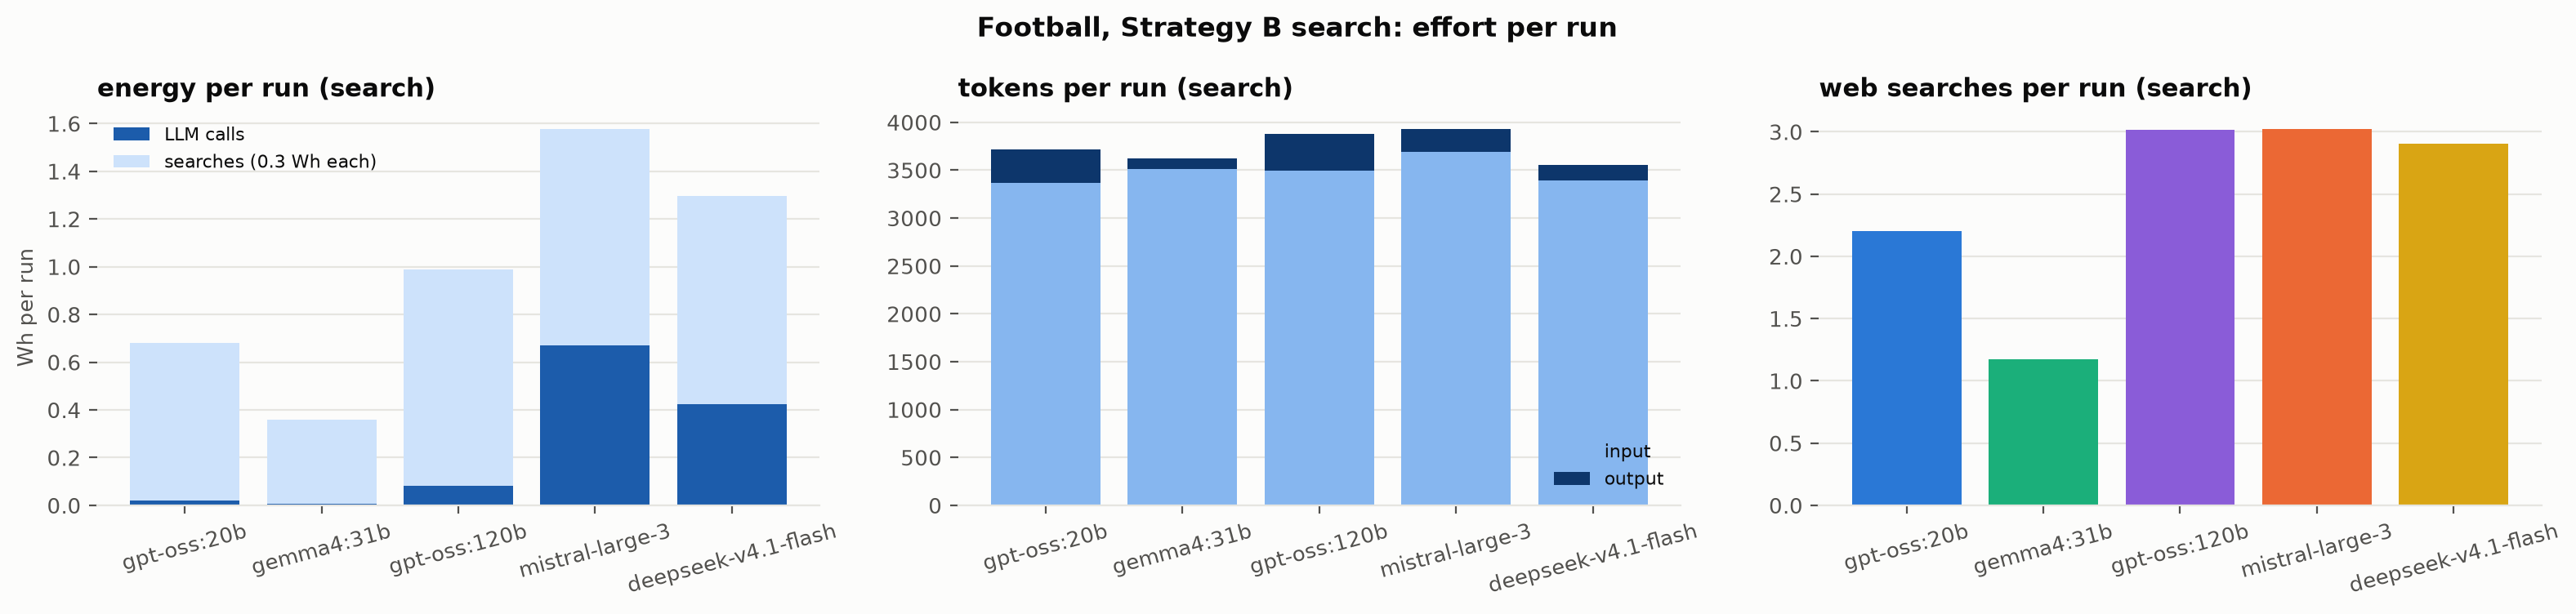 Football, Strategy B search: effort per run
energy per run (search)
Wh per run
1.6
1.4
1.2
1.0
0.8
0.6
0.4
0.2
0.0
LLM calls
searches (0.3 Wh each)
gpt-oss:20b
gemma4:31b
gpt-oss:120b
mistral-large-3
deepseek-v4.1-flash
tokens per run (search)
4000
3500
3000
2500
2000
1500
1000
500
0
input
output
gpt-oss:20b
gemma4:31b
gpt-oss:120b
mistral-large-3
deepseek-v4.1-flash
web searches per run (search)
3.0
2.5
2.0
1.5
1.0
0.5
0.0
gpt-oss:20b
gemma4:31b
gpt-oss:120b
mistral-large-3
deepseek-v4.1-flash